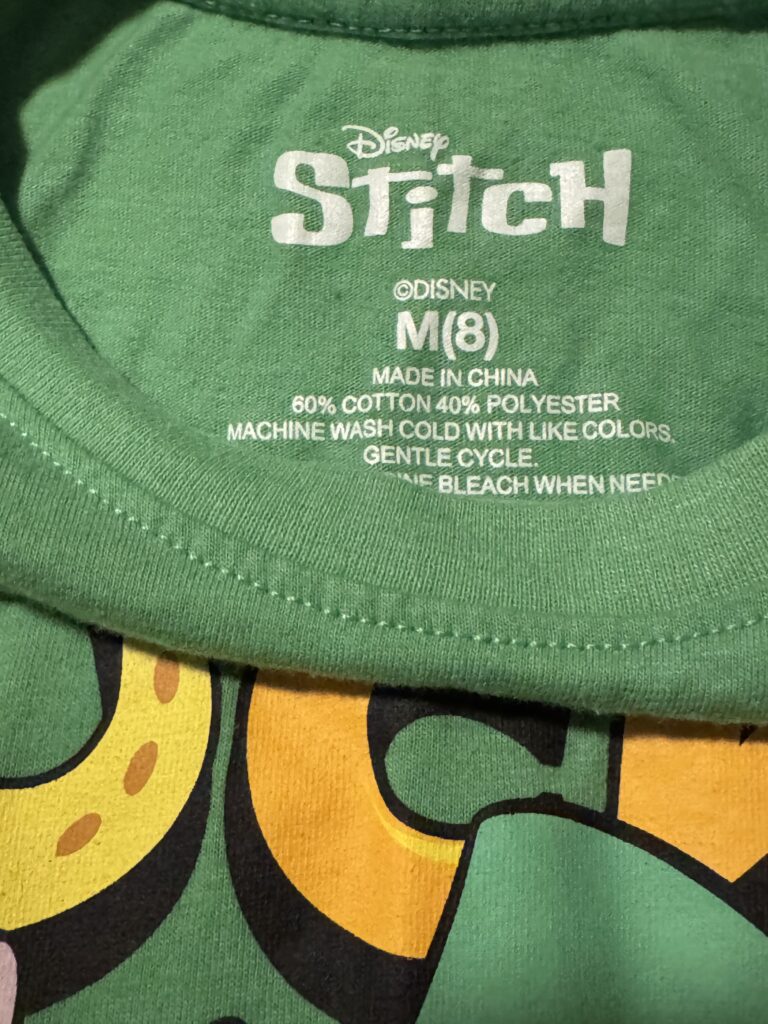 Disney
Stitch
©DISNEY
M(8)
MADE IN CHINA
60% COTTON 40% POLYESTER
MACHINE WASH COLD WITH LIKE COLORS.
GENTLE CYCLE.
BLEACH WHEN